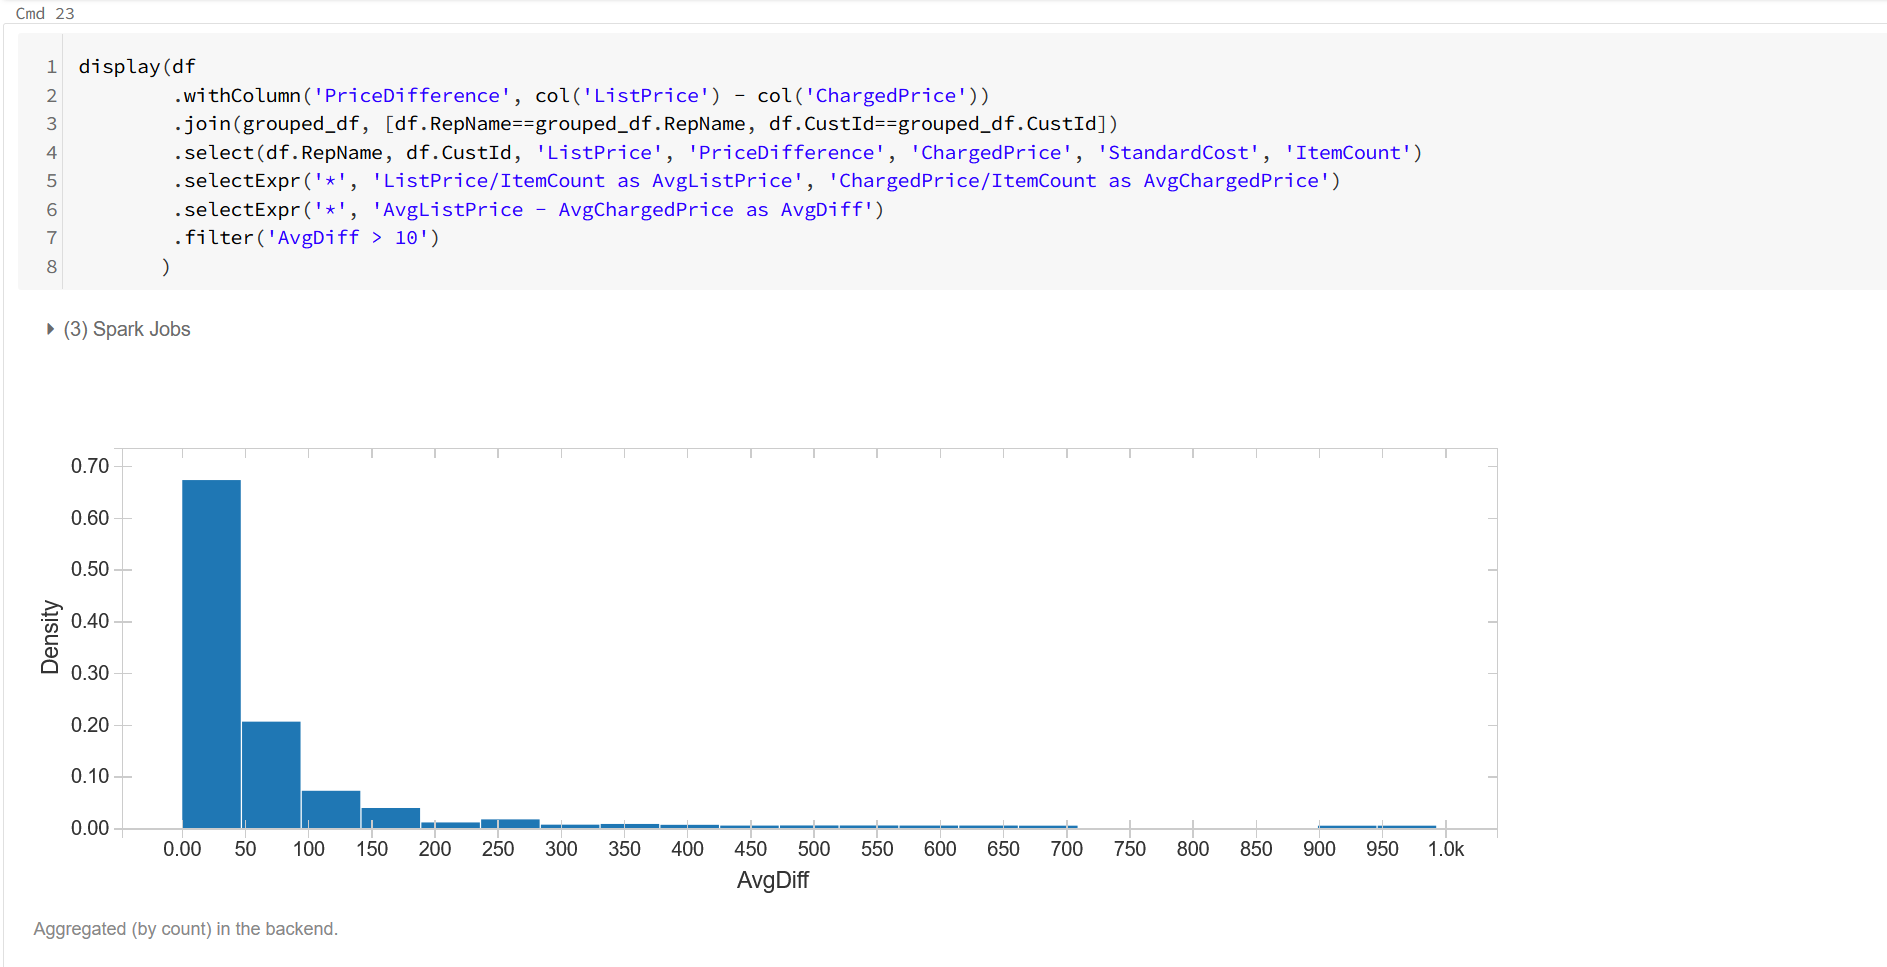 Cmd 23
1 display(df
2 .withColumn('PriceDifference', col('ListPrice') - col('ChargedPrice'))
3 .join(grouped_df, [df.RepName==grouped_df.RepName, df.CustId==grouped_df.CustId])
4 .select(df.RepName, df.CustId, 'ListPrice', 'PriceDifference', 'ChargedPrice', 'StandardCost', 'ItemCount')
5 .selectExpr('*', 'ListPrice/ItemCount as AvgListPrice', 'ChargedPrice/ItemCount as AvgChargedPrice')
6 .selectExpr('*', 'AvgListPrice - AvgChargedPrice as AvgDiff')
7 .filter('AvgDiff > 10')
8 )
(3) Spark Jobs
0.70
0.60
0.50
0.40
0.30
0.20
0.10
0.00
Density
0.00 50 100 150 200 250 300 350 400 450 500 550 600 650 700 750 800 850 900 950 1.0k
AvgDiff
Aggregated (by count) in the backend.